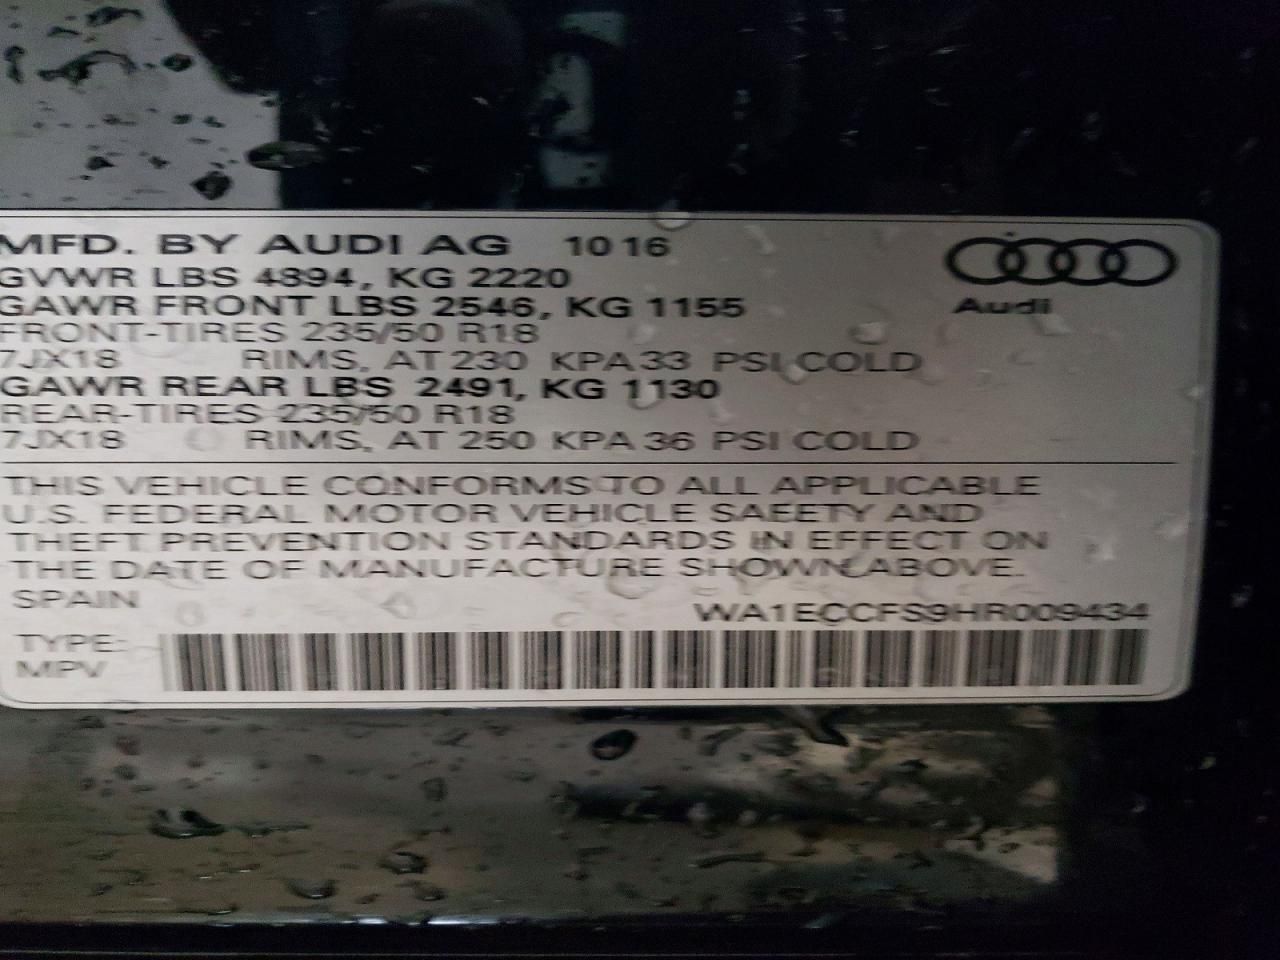 MFD. BY AUDI AG 10 16
GVWR LBS 4894, KG 2220
GAWR FRONT LBS 2546, KG 1155
Audi
FRONT-TIRES 235/50 R18
7JX18 RIMS, AT 230 KPA 33 PSI COLD
GAWR REAR LBS 2491, KG 1130
REAR-TIRES 235/50 R18
7JX18 RIMS, AT 250 KPA 36 PSI COLD
THIS VEHICLE CONFORMS TO ALL APPLICABLE
U.S. FEDERAL MOTOR VEHICLE SAFETY AND
THEFT PREVENTION STANDARDS IN EFFECT ON
THE DATE OF MANUFACTURE SHOWN ABOVE.
SPAIN
WA1ECCFS9HR009434
TYPE:
MPV